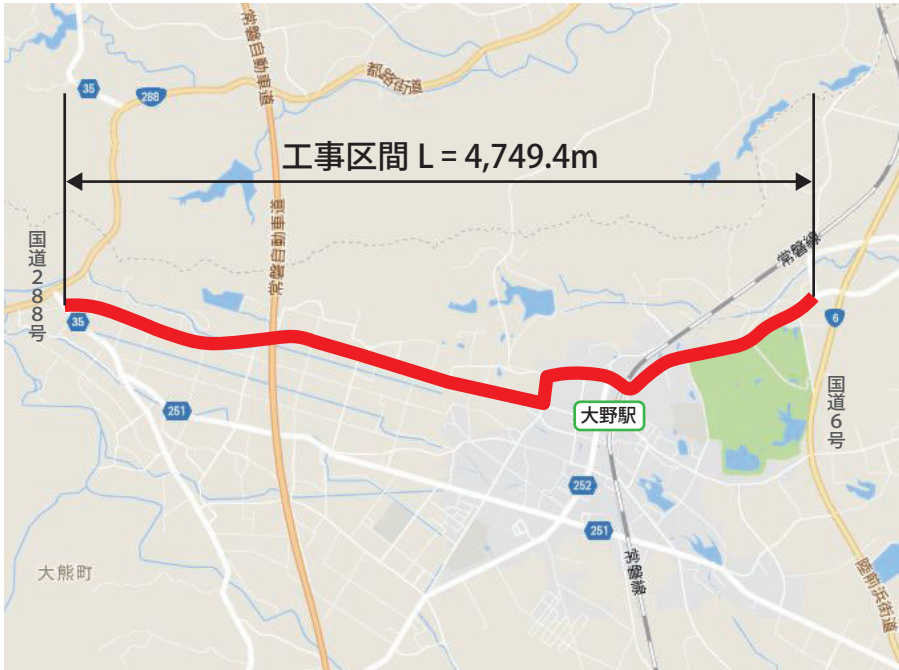 常磐自動車道
35
288
都路街道
工事区間 L = 4,749.4m
常磐自動車道
国道288号
常磐線
35
6
国道6号
大野駅
251
252
251
常磐線
大熊町
陸前浜街道